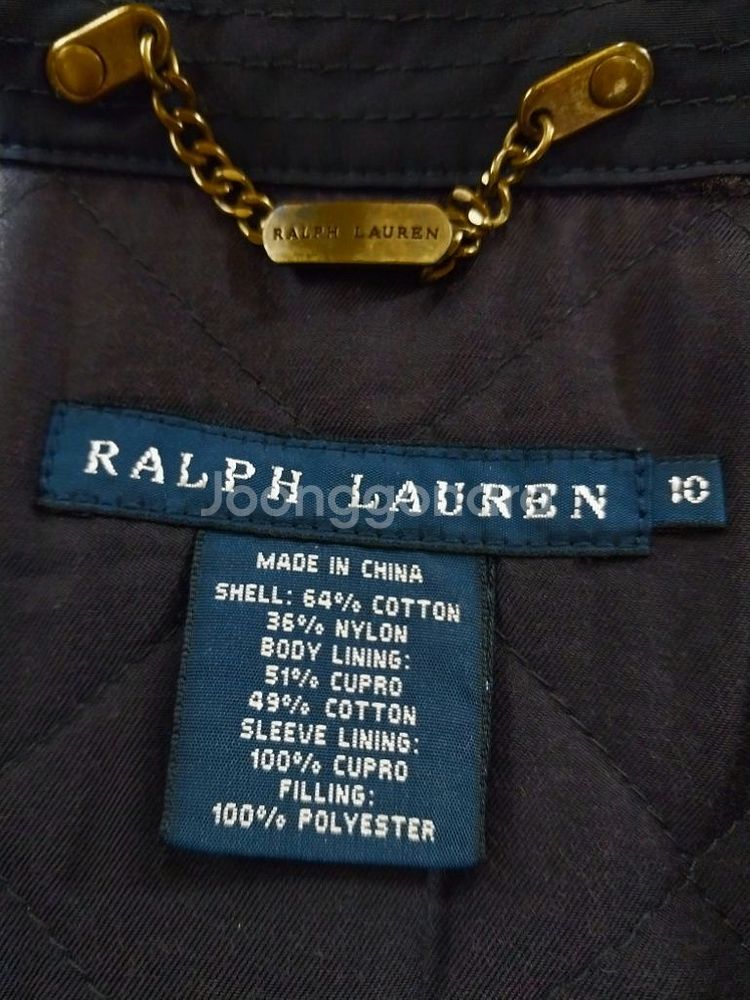 RALPH LAUREN
RALPH LAUREN
10
Joonggonara
MADE IN CHINA
SHELL: 64% COTTON
36% NYLON
BODY LINING:
51% CUPRO
49% COTTON
SLEEVE LINING:
100% CUPRO
FILLING:
100% POLYESTER